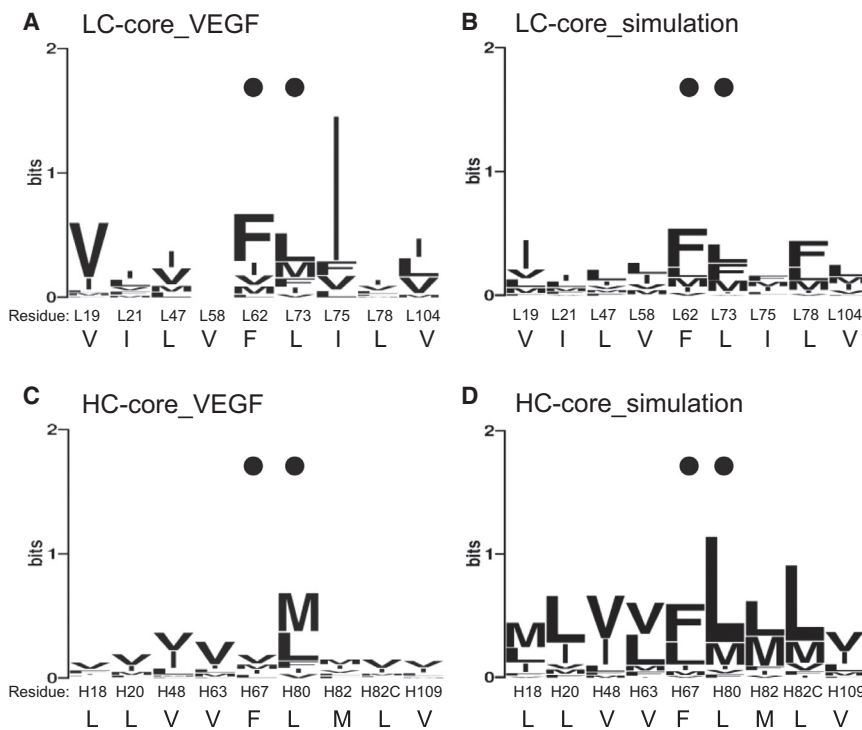 A LC-core_VEGF
2
bits
1
0
V I F L M I F V I L V
Residue: L19 L21 L47 L58 L62 L73 L75 L78 L104
V I L V F L I L V
B LC-core_simulation
2
bits
1
0
I V L L F L F M F L M L
L19 L21 L47 L58 L62 L73 L75 L78 L104
V I L V F L I L V
C HC-core_VEGF
2
bits
1
0
V V I V V M L M V V
Residue: H18 H20 H48 H63 H67 H80 H82 H82C H109
L L V V F L M L V
D HC-core_simulation
2
bits
1
0
M L L I V I V L F L L M L M L M V
H18 H20 H48 H63 H67 H80 H82 H82C H109
L L V V F L M L V